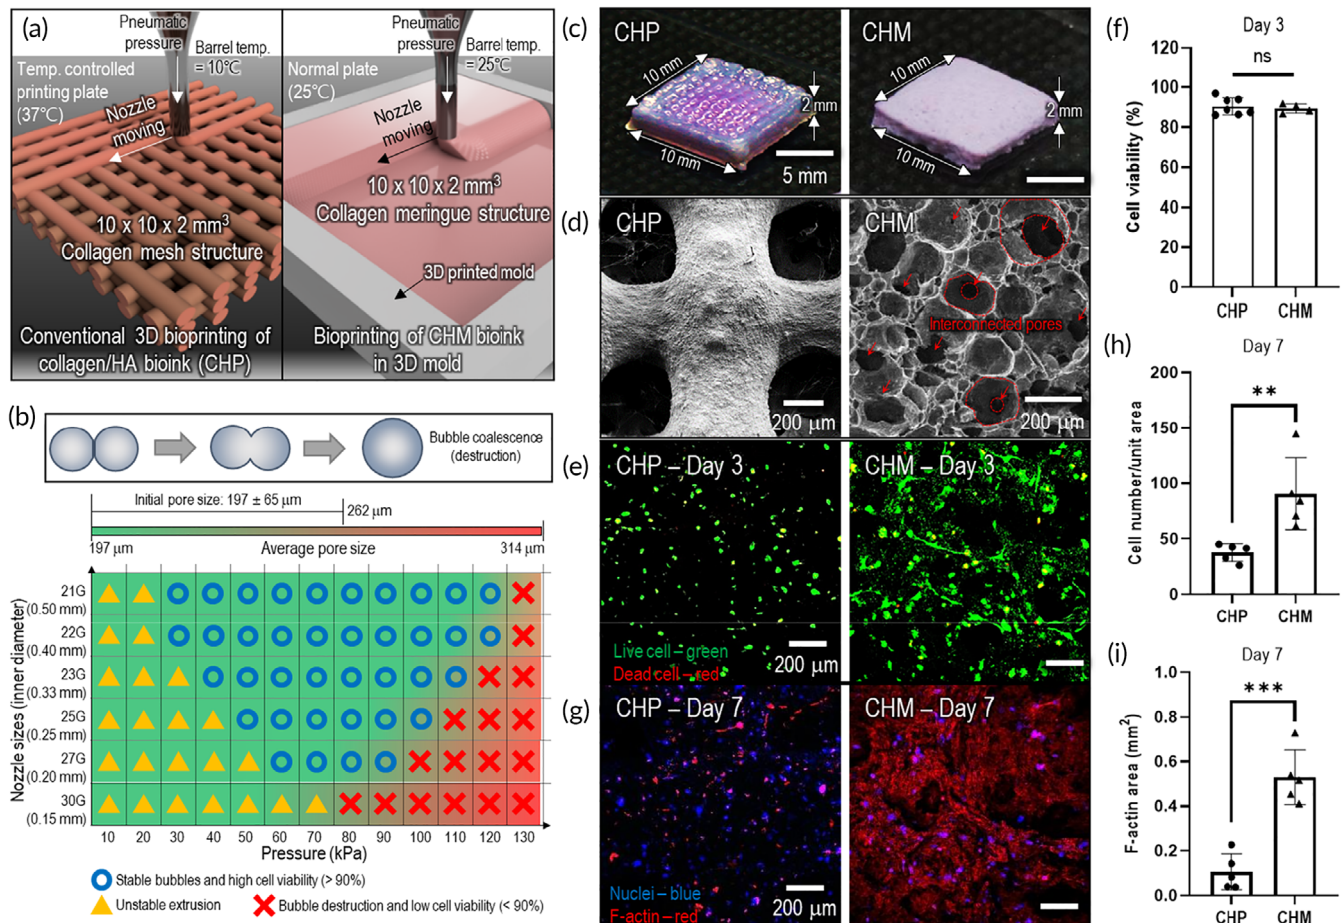 (a)
Pneumatic
pressure
Barrel temp.
= 10℃
Temp. controlled
printing plate
(37℃)
Nozzle
moving
10 x 10 x 2 mm³
Collagen mesh structure
Conventional 3D bioprinting of
collagen/HA bioink (CHP)
Pneumatic
pressure
Barrel temp.
= 25℃
Normal plate
(25℃)
Nozzle
moving
10 x 10 x 2 mm³
Collagen meringue structure
3D printed mold
Bioprinting of CHM bioink
in 3D mold
(b)
Bubble coalescence
(destruction)
Initial pore size: 197 ± 65 μm
262 μm
197 μm
Average pore size
314 μm
Nozzle sizes (inner diameter)
21G
(0.50 mm)
22G
(0.40 mm)
23G
(0.33 mm)
25G
(0.25 mm)
27G
(0.20 mm)
30G
(0.15 mm)
10 20 30 40 50 60 70 80 90 100 110 120 130
Pressure (kPa)
Stable bubbles and high cell viability (> 90%)
Unstable extrusion
Bubble destruction and low cell viability (< 90%)
(c)
CHP
10 mm
10 mm
2 mm
5 mm
CHM
10 mm
10 mm
2 mm
(d)
CHP
200 μm
CHM
Interconnected pores
200 μm
(e)
CHP – Day 3
Live cell – green
Dead cell – red
200 μm
CHM – Day 3
(g)
CHP – Day 7
Nuclei – blue
F-actin – red
200 μm
CHM – Day 7
(f)
Day 3
ns
Cell viability (%)
120
100
80
60
40
20
0
CHP CHM
(h)
Day 7
**
Cell number/unit area
200
150
100
50
0
CHP CHM
(i)
Day 7
***
F-actin area (mm²)
1.0
0.8
0.6
0.4
0.2
0.0
CHP CHM